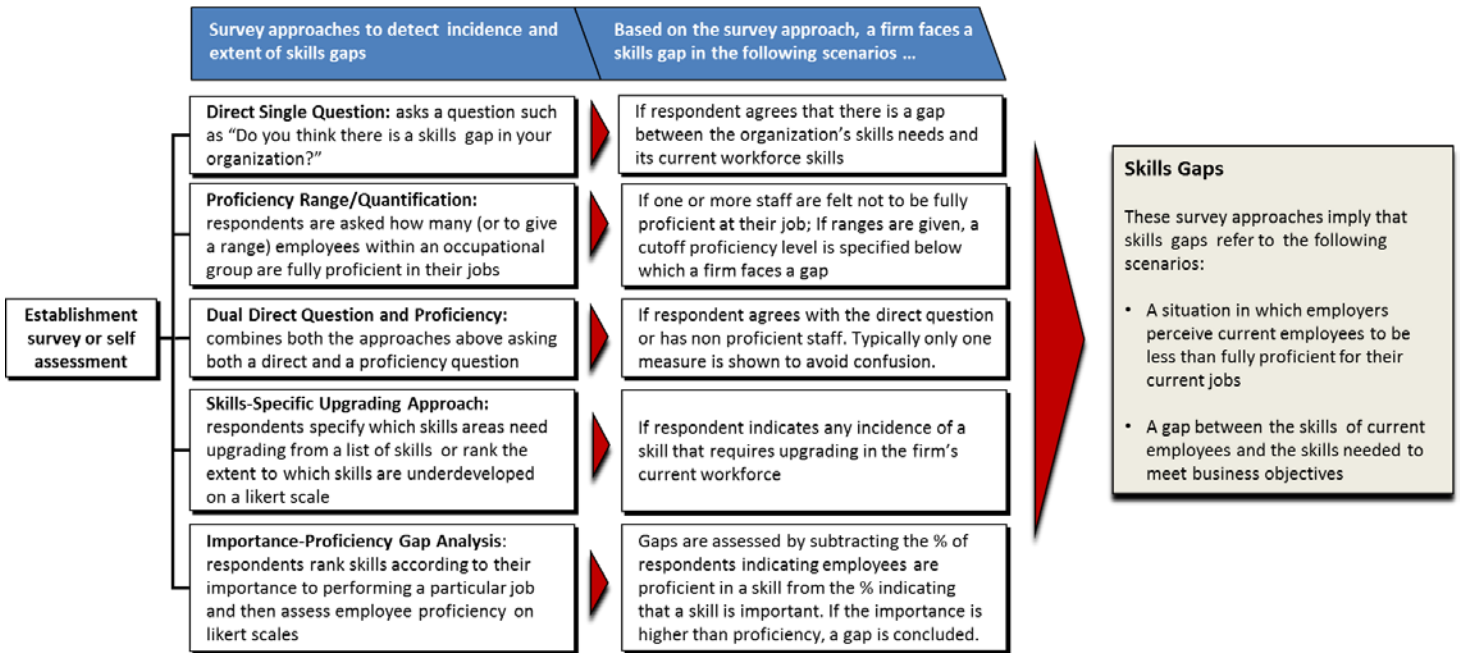 Survey approaches to detect incidence and
extent of skills gaps
Based on the survey approach, a firm faces a
skills gap in the following scenarios ...
Establishment
survey or self
assessment
Direct Single Question: asks a question such
as “Do you think there is a skills gap in your
organization?”
If respondent agrees that there is a gap
between the organization’s skills needs and
its current workforce skills
Proficiency Range/Quantification:
respondents are asked how many (or to give
a range) employees within an occupational
group are fully proficient in their jobs
If one or more staff are felt not to be fully
proficient at their job; If ranges are given, a
cutoff proficiency level is specified below
which a firm faces a gap
Dual Direct Question and Proficiency:
combines both the approaches above asking
both a direct and a proficiency question
If respondent agrees with the direct question
or has non proficient staff. Typically only one
measure is shown to avoid confusion.
Skills-Specific Upgrading Approach:
respondents specify which skills areas need
upgrading from a list of skills or rank the
extent to which skills are underdeveloped
on a likert scale
If respondent indicates any incidence of a
skill that requires upgrading in the firm’s
current workforce
Importance-Proficiency Gap Analysis:
respondents rank skills according to their
importance to performing a particular job
and then assess employee proficiency on
likert scales
Gaps are assessed by subtracting the % of
respondents indicating employees are
proficient in a skill from the % indicating
that a skill is important. If the importance is
higher than proficiency, a gap is concluded.
Skills Gaps
These survey approaches imply that
skills gaps refer to the following
scenarios:
• A situation in which employers
perceive current employees to be
less than fully proficient for their
current jobs
• A gap between the skills of current
employees and the skills needed to
meet business objectives